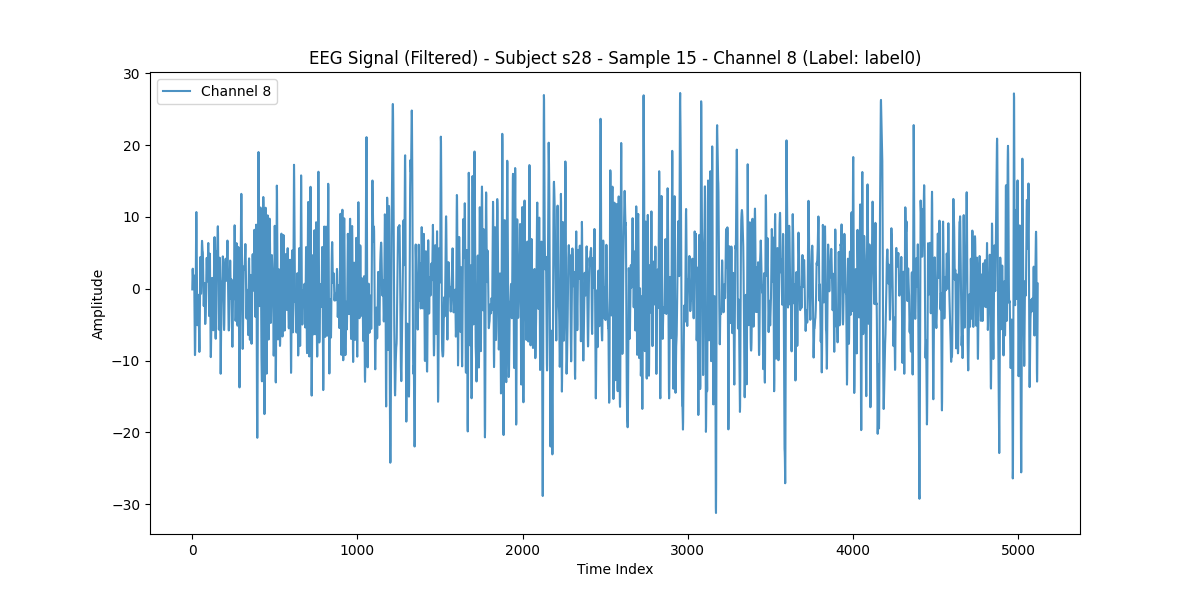 EEG Signal (Filtered) - Subject s28 - Sample 15 - Channel 8 (Label: label0)
Channel 8
30
20
10
0
−10
−20
−30
Amplitude
0 1000 2000 3000 4000 5000
Time Index